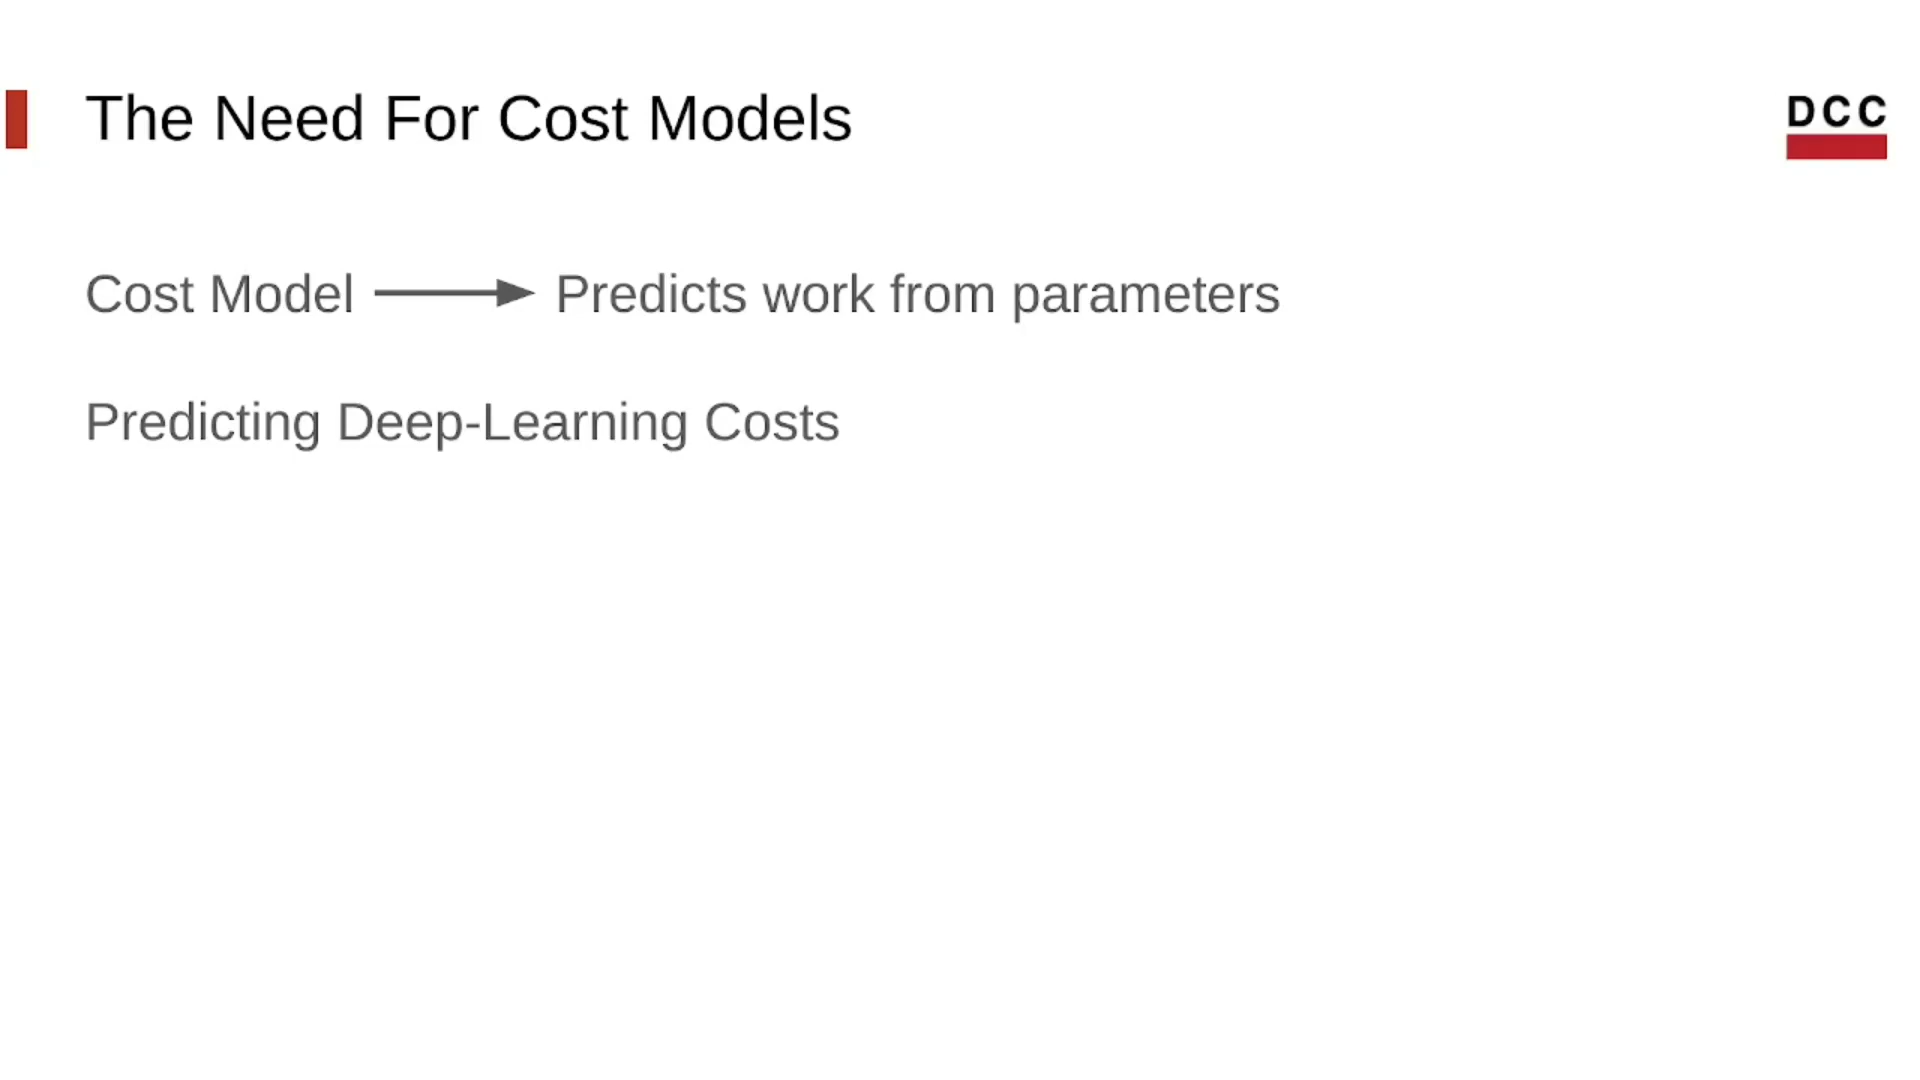 The Need For Cost Models
DCC
Cost Model Predicts work from parameters
Predicting Deep-Learning Costs